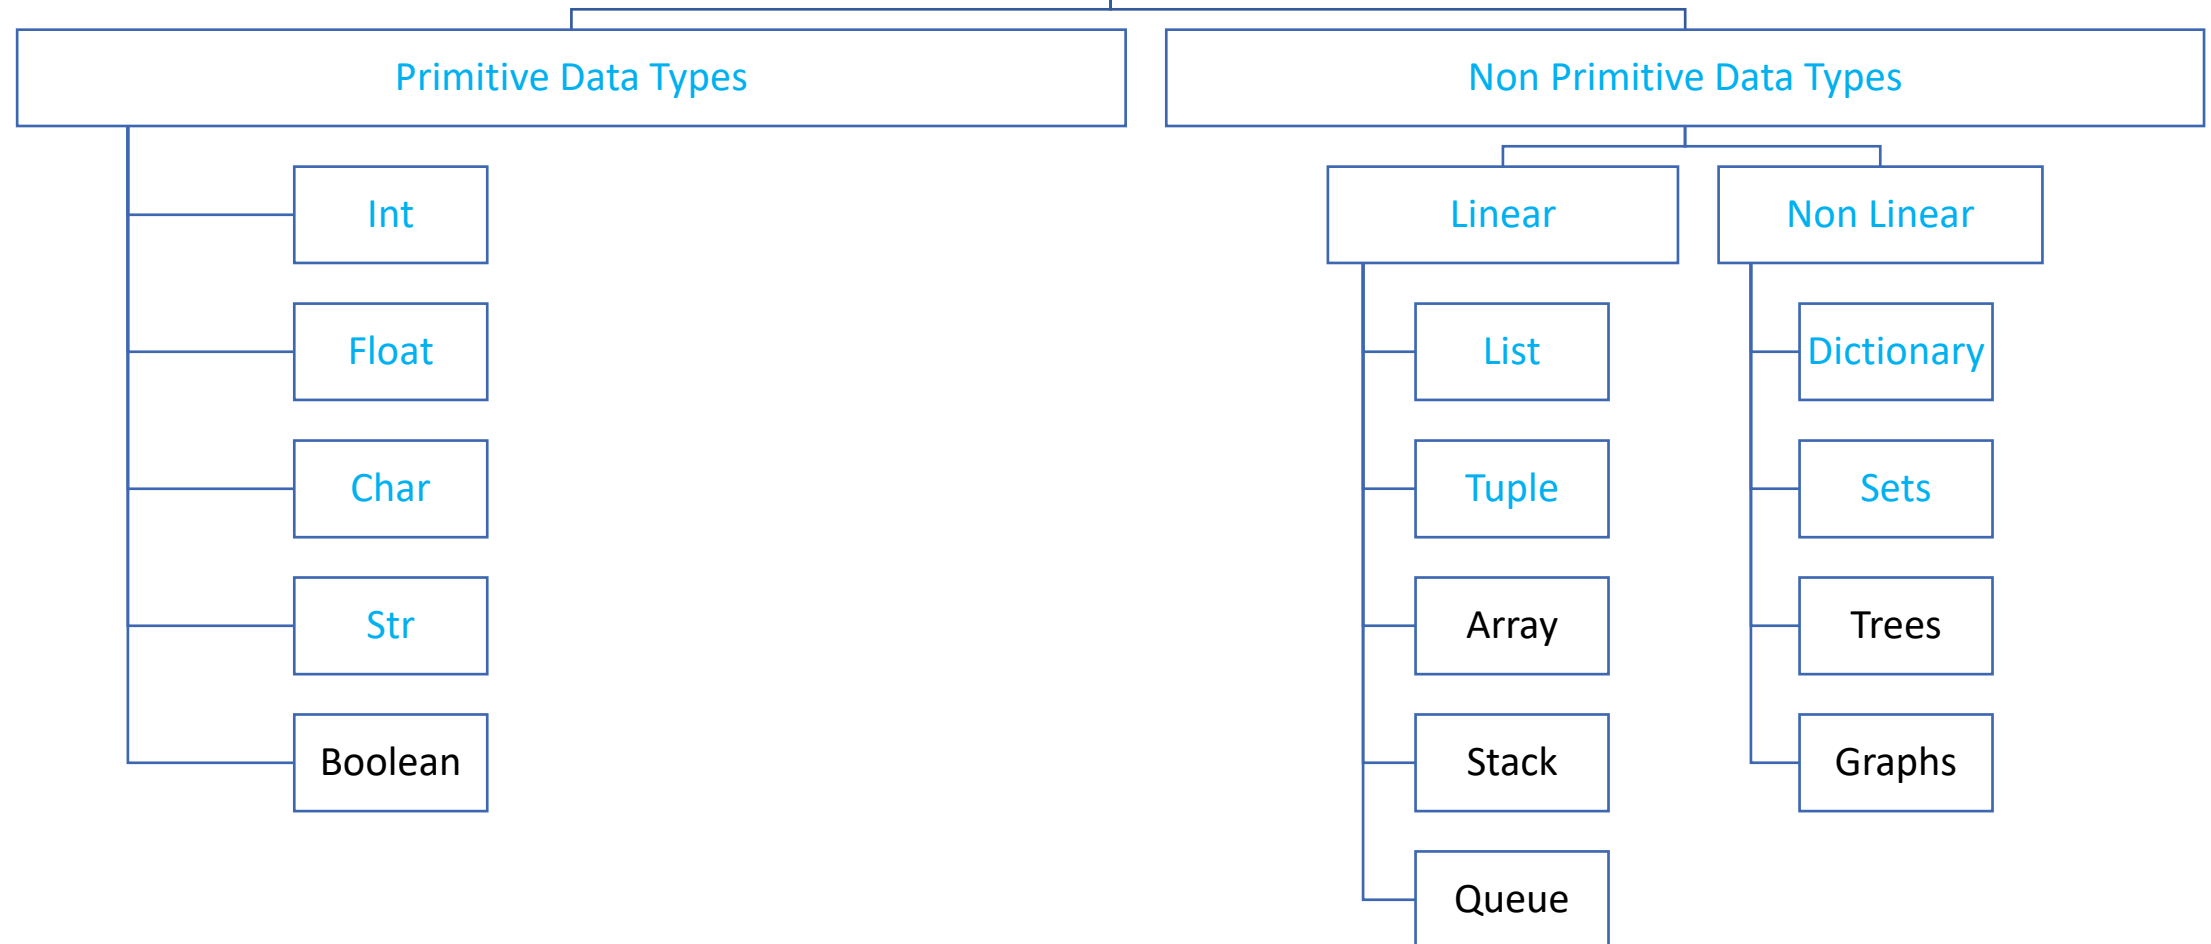 Primitive Data Types
Int
Float
Char
Str
Boolean
Non Primitive Data Types
Linear
List
Tuple
Array
Stack
Queue
Non Linear
Dictionary
Sets
Trees
Graphs